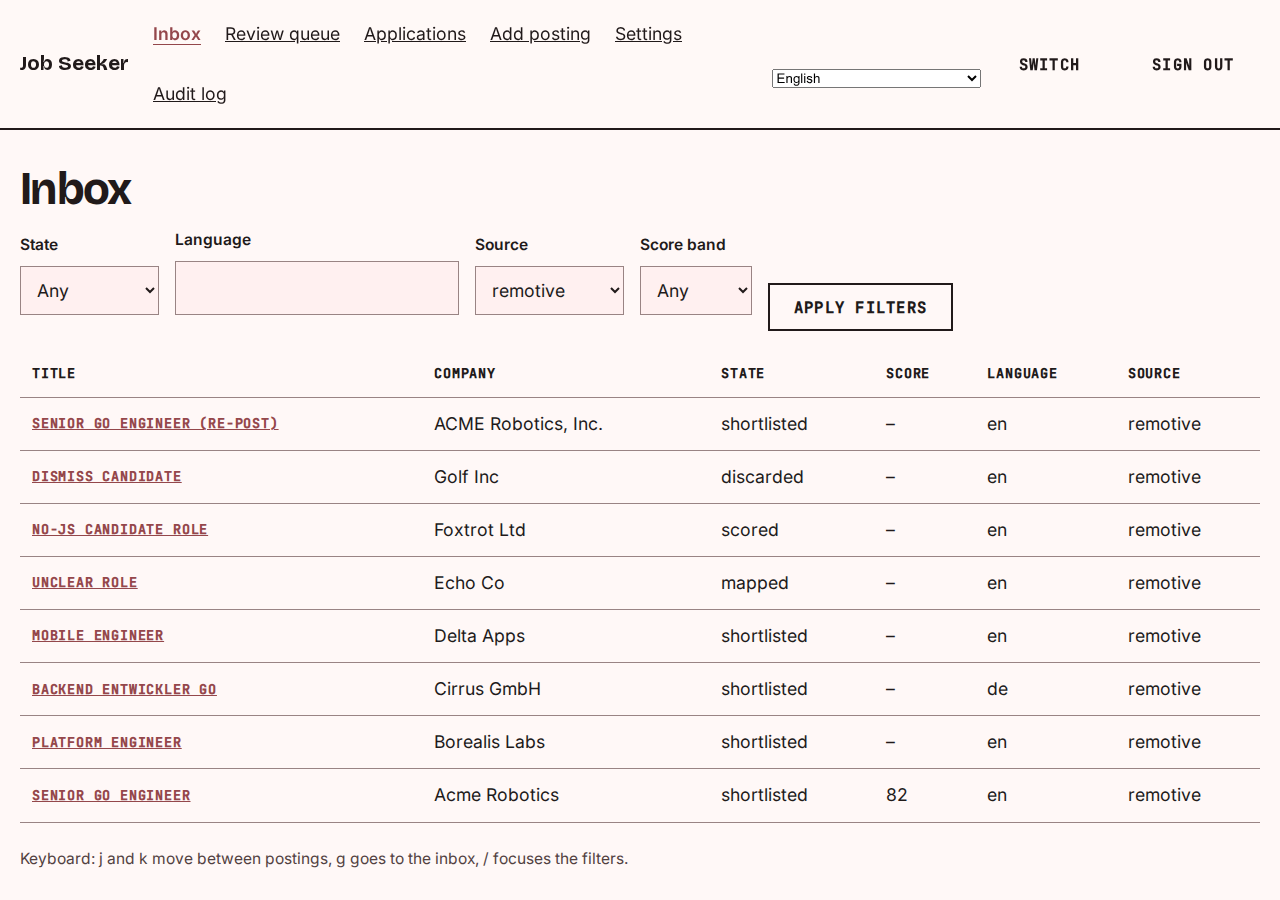 Job Seeker
Inbox Review queue Applications Add posting Settings
Audit log
English
SWITCH
SIGN OUT
Inbox
State Language Source Score band
Any remotive Any APPLY FILTERS
TITLE COMPANY STATE SCORE LANGUAGE SOURCE
SENIOR GO ENGINEER (RE-POST) ACME Robotics, Inc. shortlisted – en remotive
DISMISS CANDIDATE Golf Inc discarded – en remotive
NO-JS CANDIDATE ROLE Foxtrot Ltd scored – en remotive
UNCLEAR ROLE Echo Co mapped – en remotive
MOBILE ENGINEER Delta Apps shortlisted – en remotive
BACKEND ENTWICKLER GO Cirrus GmbH shortlisted – de remotive
PLATFORM ENGINEER Borealis Labs shortlisted – en remotive
SENIOR GO ENGINEER Acme Robotics shortlisted 82 en remotive
Keyboard: j and k move between postings, g goes to the inbox, / focuses the filters.